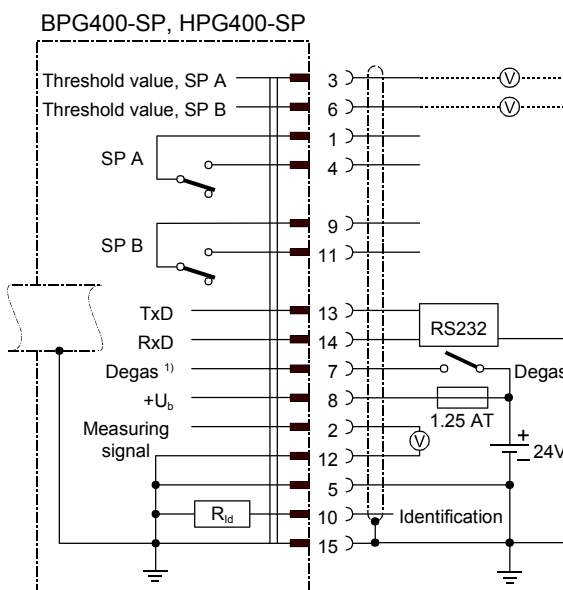 BPG400-SP, HPG400-SP
Threshold value, SP A 3 V
Threshold value, SP B 6 V
1
SP A 4
9
SP B 11
TxD 13
RS232
RxD 14
Degas 1) 7 Degas
+Ub 8
1.25 AT
Measuring signal 2
V
12
+
24V
–
5
RId 10 Identification
15